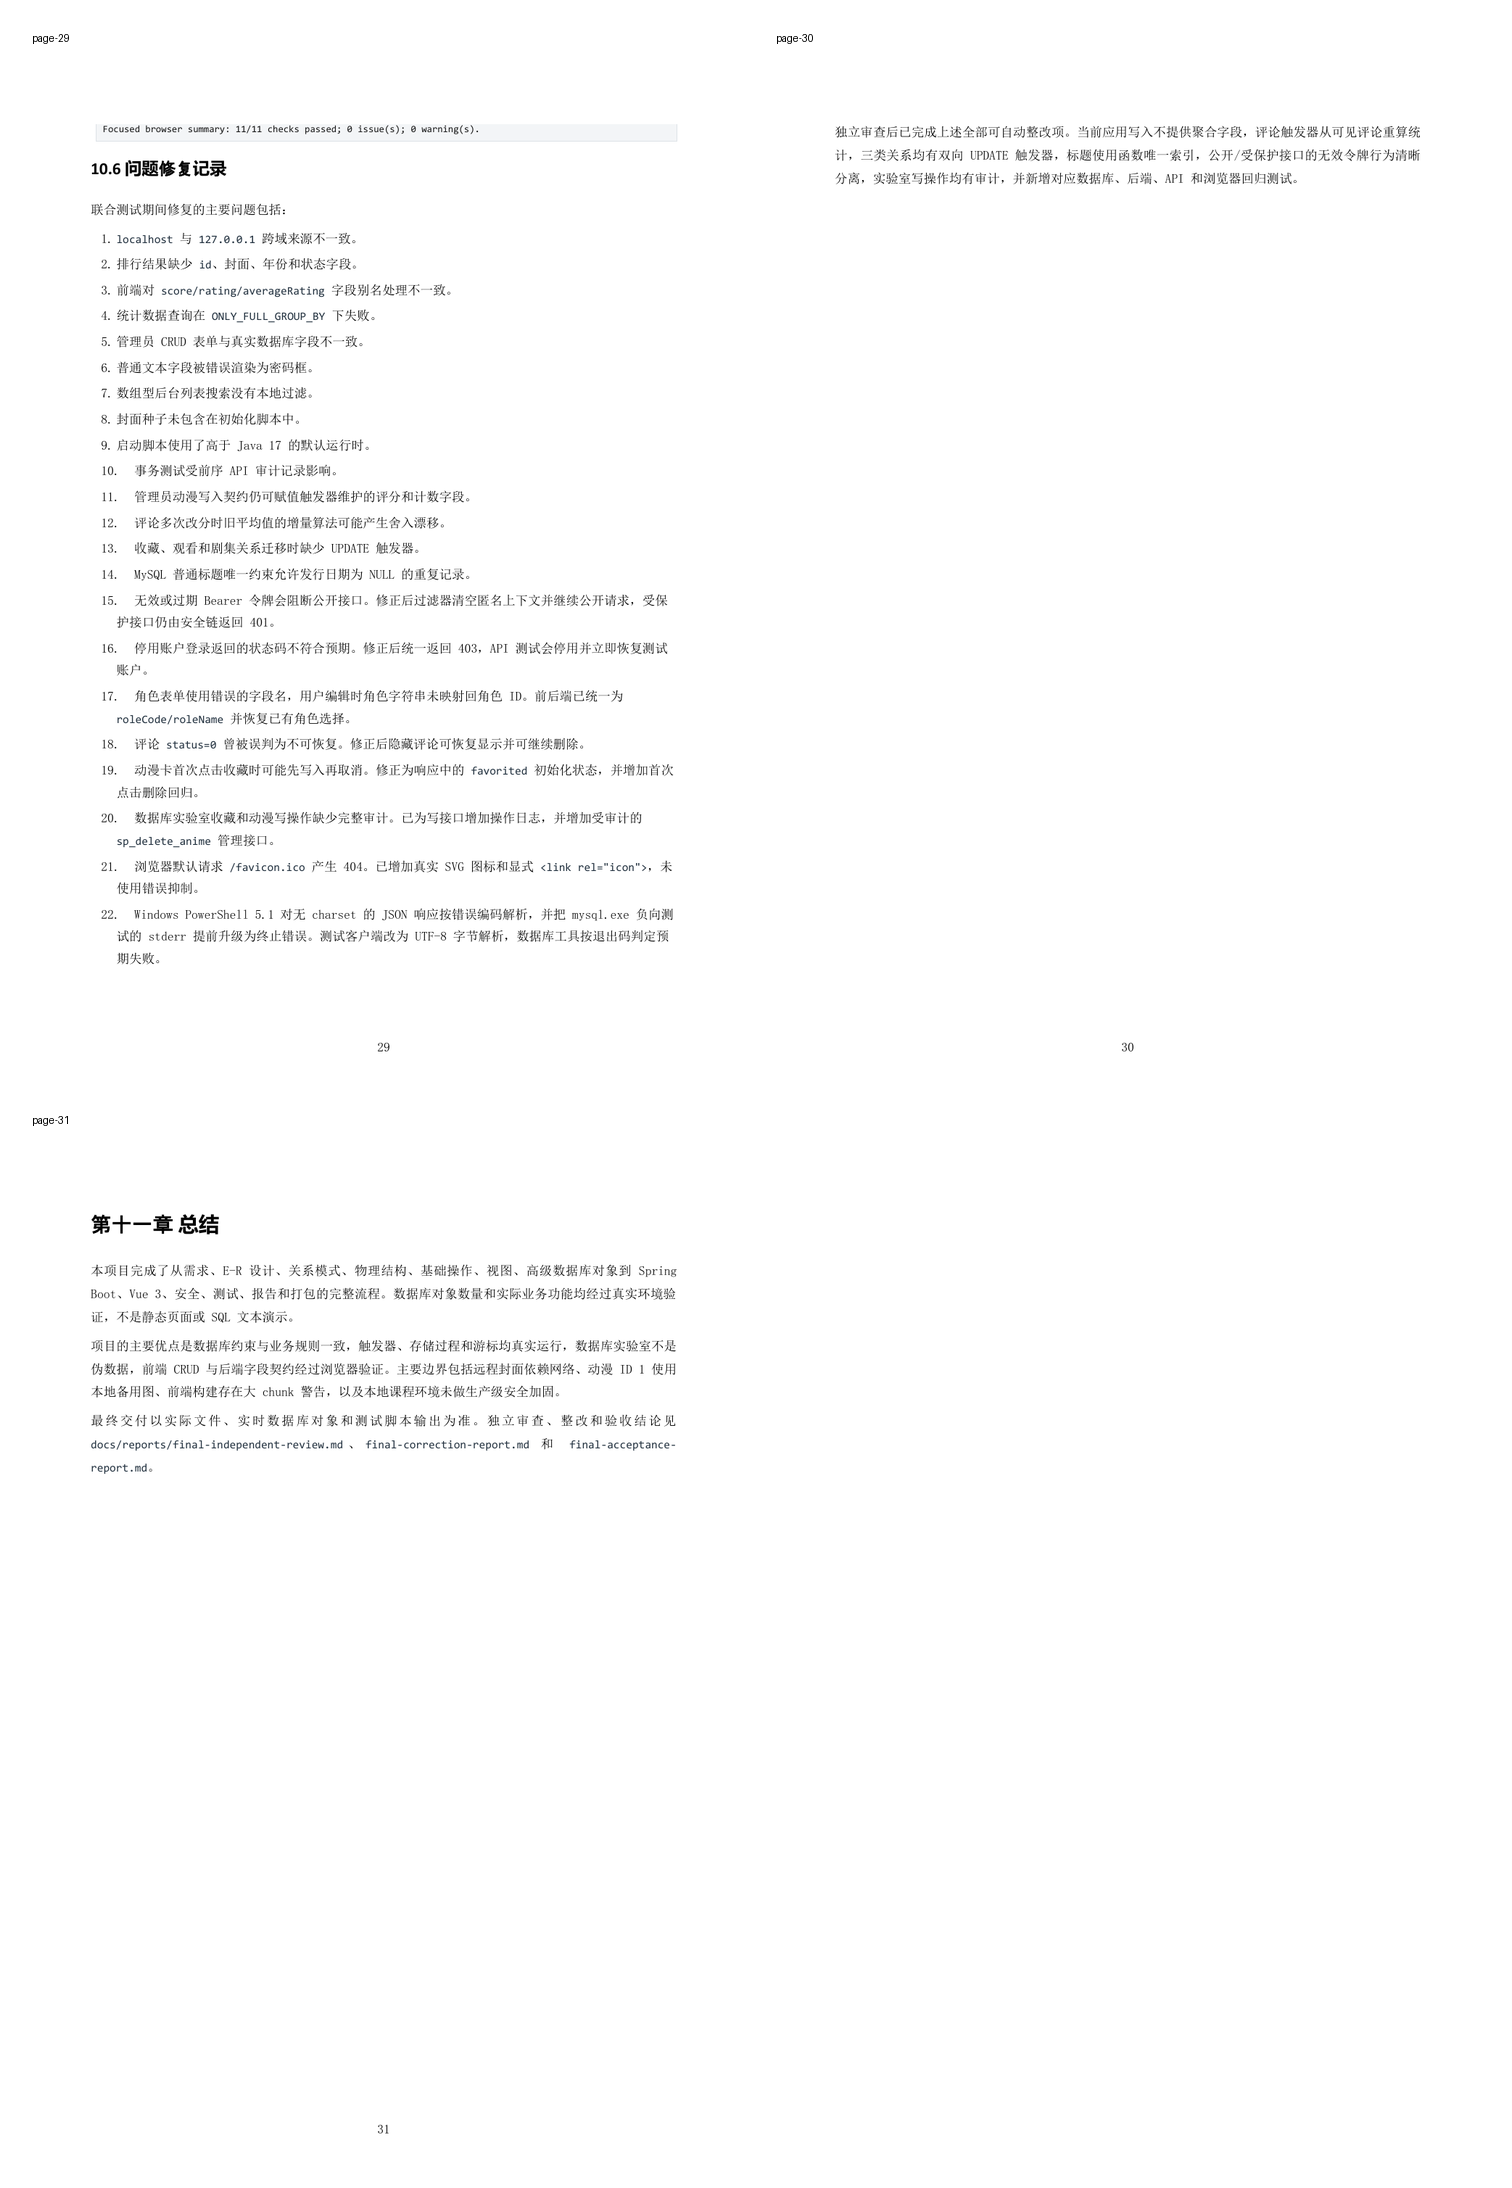 page-29
Focused browser summary: 11/11 checks passed; 0 issue(s); 0 warning(s).
10.6 问题修复记录
联合测试期间修复的主要问题包括：
1. localhost 与 127.0.0.1 跨域来源不一致。
2. 排行结果缺少 id、封面、年份和状态字段。
3. 前端对 score/rating/averageRating 字段别名处理不一致。
4. 统计数据查询在 ONLY_FULL_GROUP_BY 下失败。
5. 管理员 CRUD 表单与真实数据库字段不一致。
6. 普通文本字段被错误渲染为密码框。
7. 数组型后台列表搜索没有本地过滤。
8. 封面种子未包含在初始化脚本中。
9. 启动脚本使用了高于 Java 17 的默认运行时。
10. 事务测试受前序 API 审计记录影响。
11. 管理员动漫写入契约仍可赋值触发器维护的评分和计数字段。
12. 评论多次改分时旧平均值的增量算法可能产生舍入漂移。
13. 收藏、观看和剧集关系迁移时缺少 UPDATE 触发器。
14. MySQL 普通标题唯一约束允许发行日期为 NULL 的重复记录。
15. 无效或过期 Bearer 令牌会阻断公开接口。修正后过滤器清空匿名上下文并继续公开请求，受保
护接口仍由安全链返回 401。
16. 停用账户登录返回的状态码不符合预期。修正后统一返回 403，API 测试会停用并立即恢复测试
账户。
17. 角色表单使用错误的字段名，用户编辑时角色字符串未映射回角色 ID。前后端已统一为
roleCode/roleName 并恢复已有角色选择。
18. 评论 status=0 曾被误判为不可恢复。修正后隐藏评论可恢复显示并可继续删除。
19. 动漫卡首次点击收藏时可能先写入再取消。修正为响应中的 favorited 初始化状态，并增加首次
点击删除回归。
20. 数据库实验室收藏和动漫写操作缺少完整审计。已为写接口增加操作日志，并增加受审计的
sp_delete_anime 管理接口。
21. 浏览器默认请求 /favicon.ico 产生 404。已增加真实 SVG 图标和显式 <link rel="icon">，未
使用错误抑制。
22. Windows PowerShell 5.1 对无 charset 的 JSON 响应按错误编码解析，并把 mysql.exe 负向测
试的 stderr 提前升级为终止错误。测试客户端改为 UTF-8 字节解析，数据库工具按退出码判定预
期失败。
29
page-30
独立审查后已完成上述全部可自动整改项。当前应用写入不提供聚合字段，评论触发器从可见评论重算统
计，三类关系均有双向 UPDATE 触发器，标题使用函数唯一索引，公开/受保护接口的无效令牌行为清晰
分离，实验室写操作均有审计，并新增对应数据库、后端、API 和浏览器回归测试。
30
page-31
第十一章 总结
本项目完成了从需求、E-R 设计、关系模式、物理结构、基础操作、视图、高级数据库对象到 Spring
Boot、Vue 3、安全、测试、报告和打包的完整流程。数据库对象数量和实际业务功能均经过真实环境验
证，不是静态页面或 SQL 文本演示。
项目的主要优点是数据库约束与业务规则一致，触发器、存储过程和游标均真实运行，数据库实验室不是
伪数据，前端 CRUD 与后端字段契约经过浏览器验证。主要边界包括远程封面依赖网络、动漫 ID 1 使用
本地备用图、前端构建存在大 chunk 警告，以及本地课程环境未做生产级安全加固。
最终交付以实际文件、实时数据库对象和测试脚本输出为准。独立审查、整改和验收结论见
docs/reports/final-independent-review.md 、 final-correction-report.md 和 final-acceptance-
report.md。
31